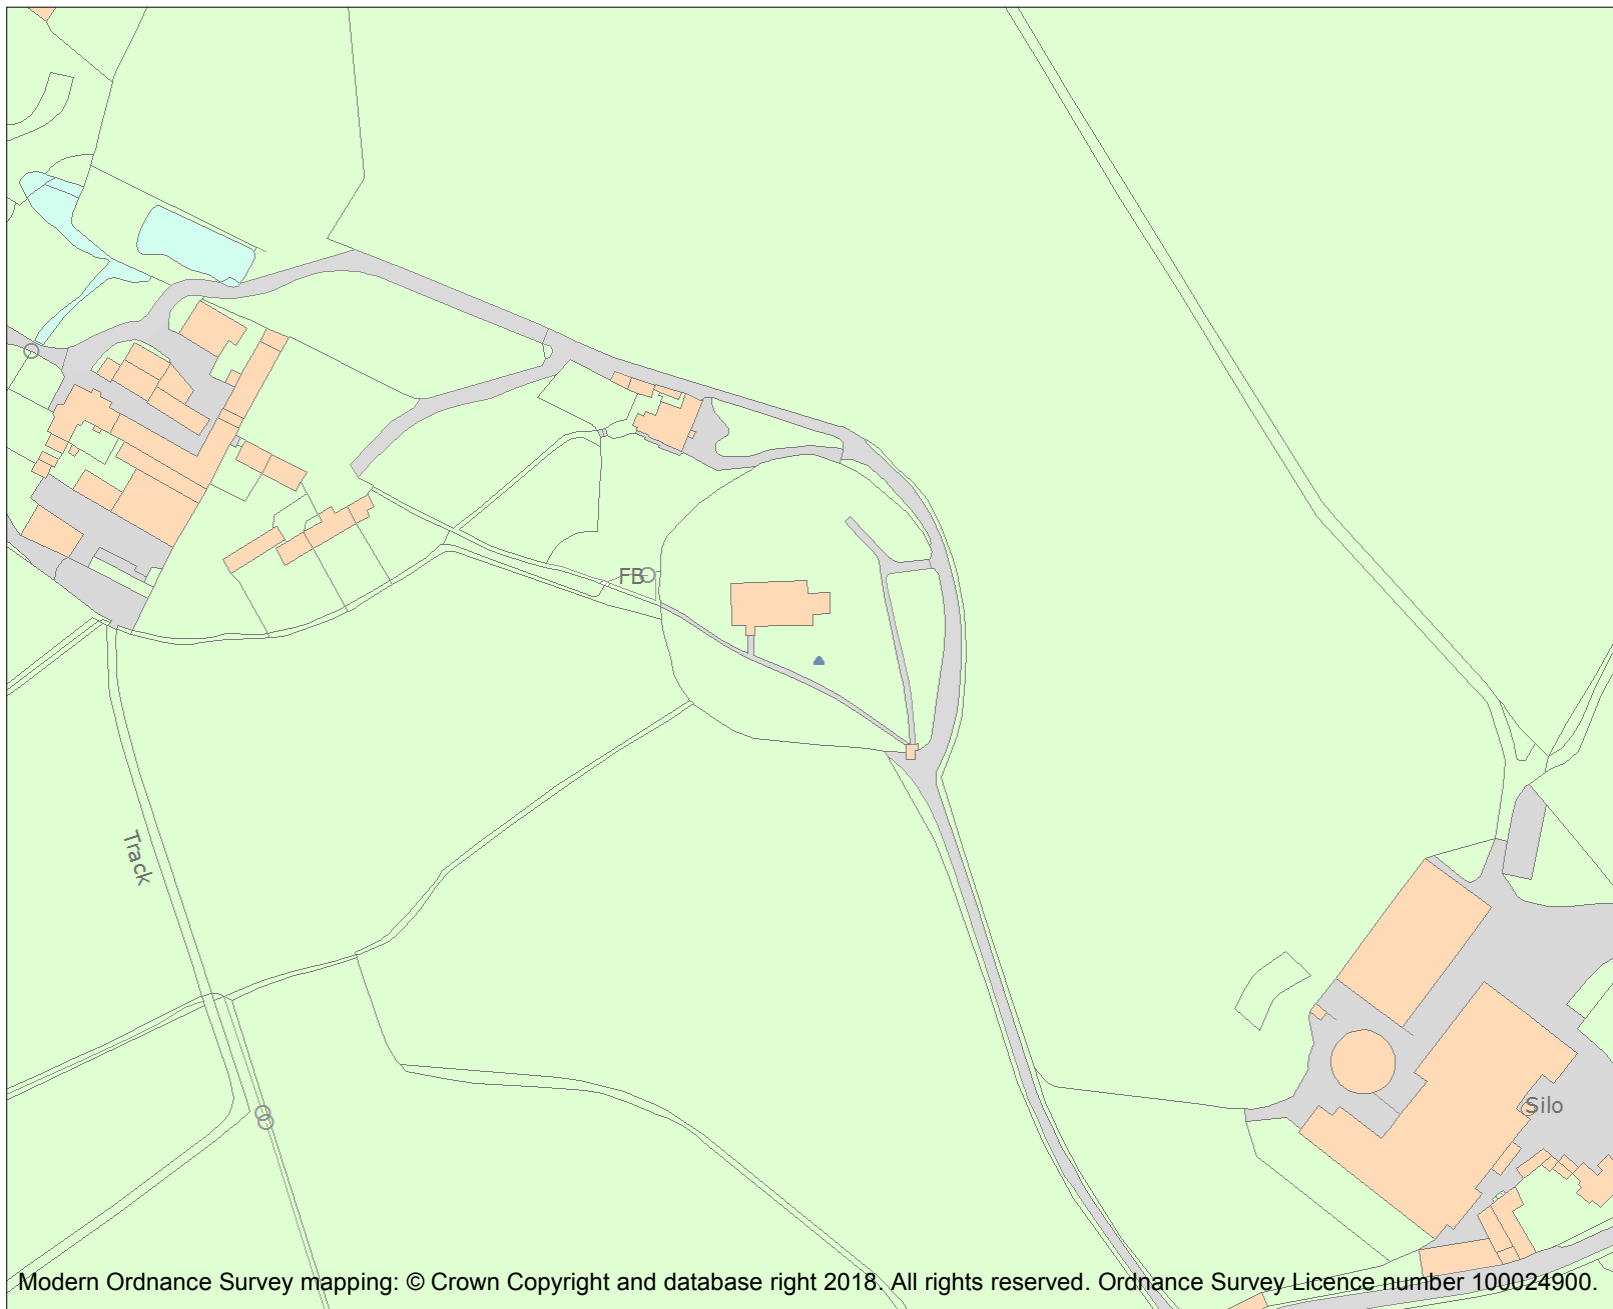 FB
Track
Silo
Modern Ordnance Survey mapping: © Crown Copyright and database right 2018. All rights reserved. Ordnance Survey Licence number 100024900.